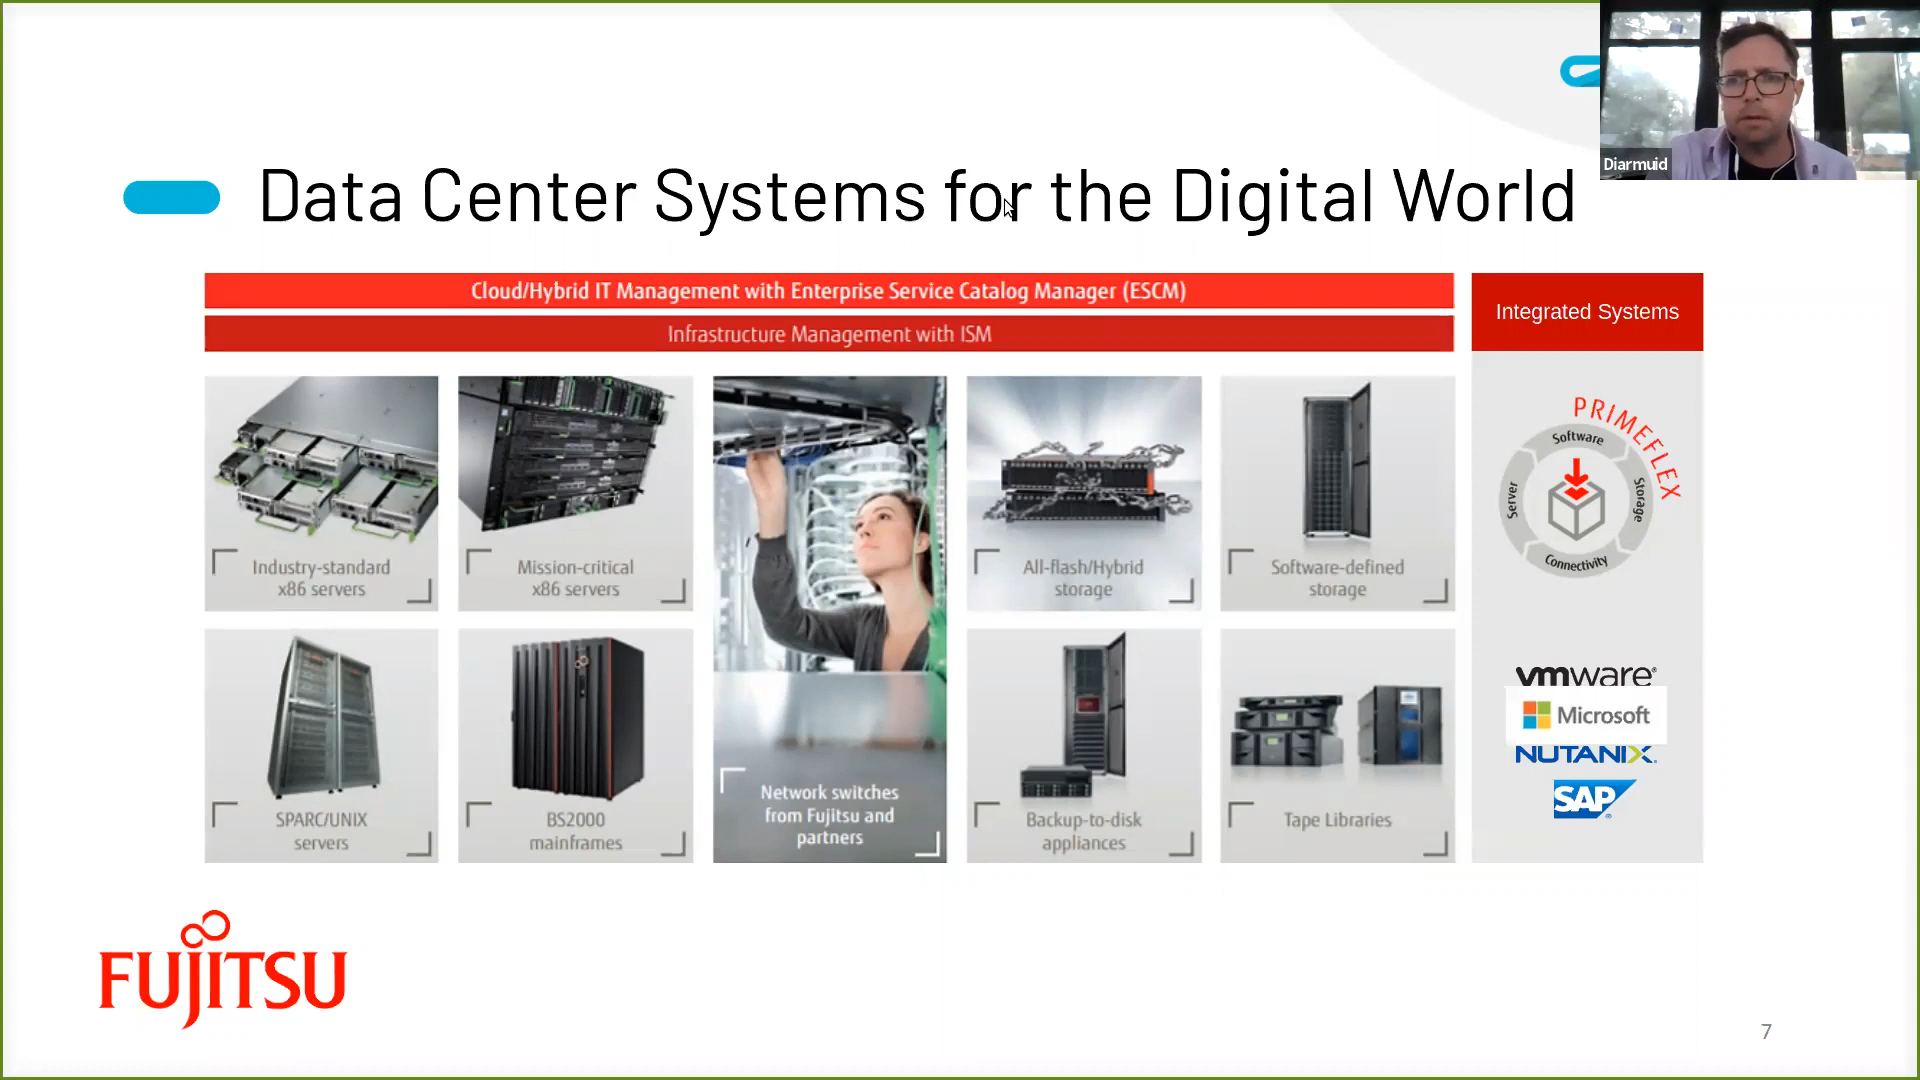 Diarmuid
Data Center Systems for the Digital World
Cloud/Hybrid IT Management with Enterprise Service Catalog Manager (ESCM)
Infrastructure Management with ISM
Integrated Systems
Industry-standard
x86 servers
Mission-critical
x86 servers
All-flash/Hybrid
storage
Software-defined
storage
SPARC/UNIX
servers
BS2000
mainframes
Network switches
from Fujitsu and
partners
Backup-to-disk
appliances
Tape Libraries
PRIMEFLEX
Software
Server
Storage
Connectivity
vmware®
Microsoft
NUTANIX.
SAP®
FUJITSU
7